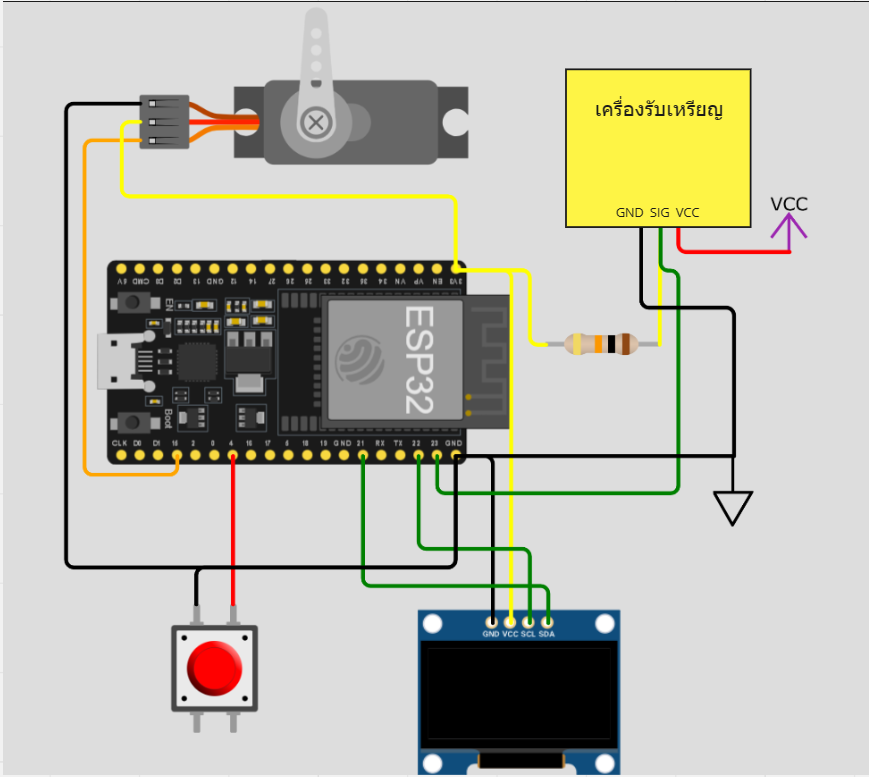 เครื่องรับเหรียญ
GND SIG VCC
VCC
5V CMD D3 D2 13 GND 12 14 27 26 25 33 32 35 34 VN VP EN 3V3
EN
ESP32
Boot
CLK D0 D1 15 2 0 4 16 17 5 18 19 GND 21 RX TX 22 23 GND
GND VCC SCL SDA